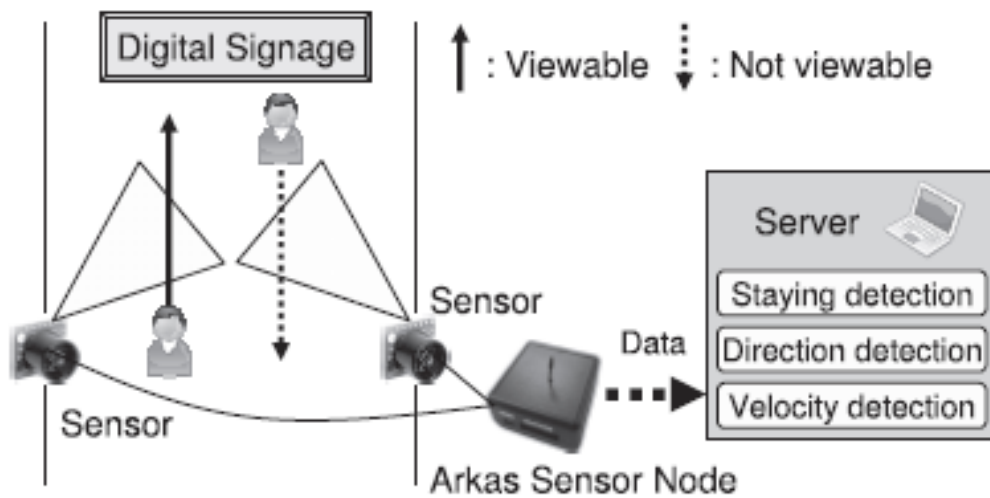 Digital Signage
: Viewable
: Not viewable
Server
Sensor
Staying detection
Data
Direction detection
Velocity detection
Sensor
Arkas Sensor Node